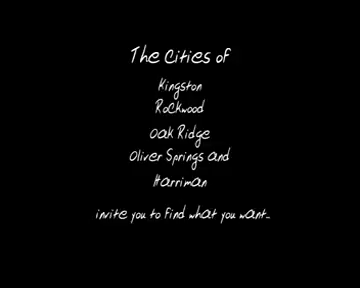 The Cities of
Kingston
Rockwood
Oak Ridge
Oliver Springs and
Harriman
invite you to find what you want...